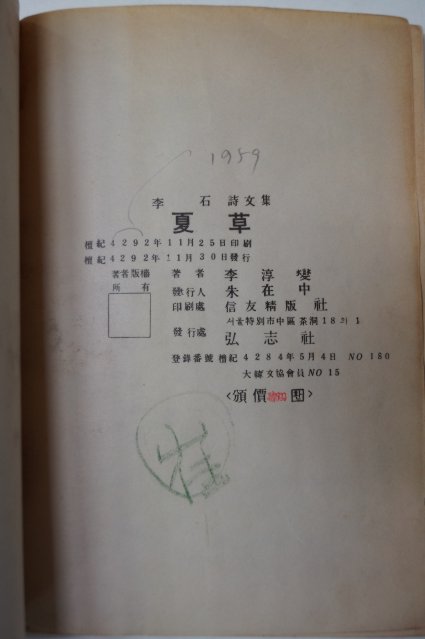 1959
李 石 詩文集
夏 草
檀紀 4292年11月25日印刷
檀紀 4292年11月30日發行
著者版權
所 有
著 者 李 淳 燮
發行人 朱 在 中
印刷處 信友精版社
서울特別市中區茶洞18의1
發行處 弘 志 社
登錄番號 檀紀 4284年5月4日 NO 180
大韓文協會員 NO 15
<頒價 圜>